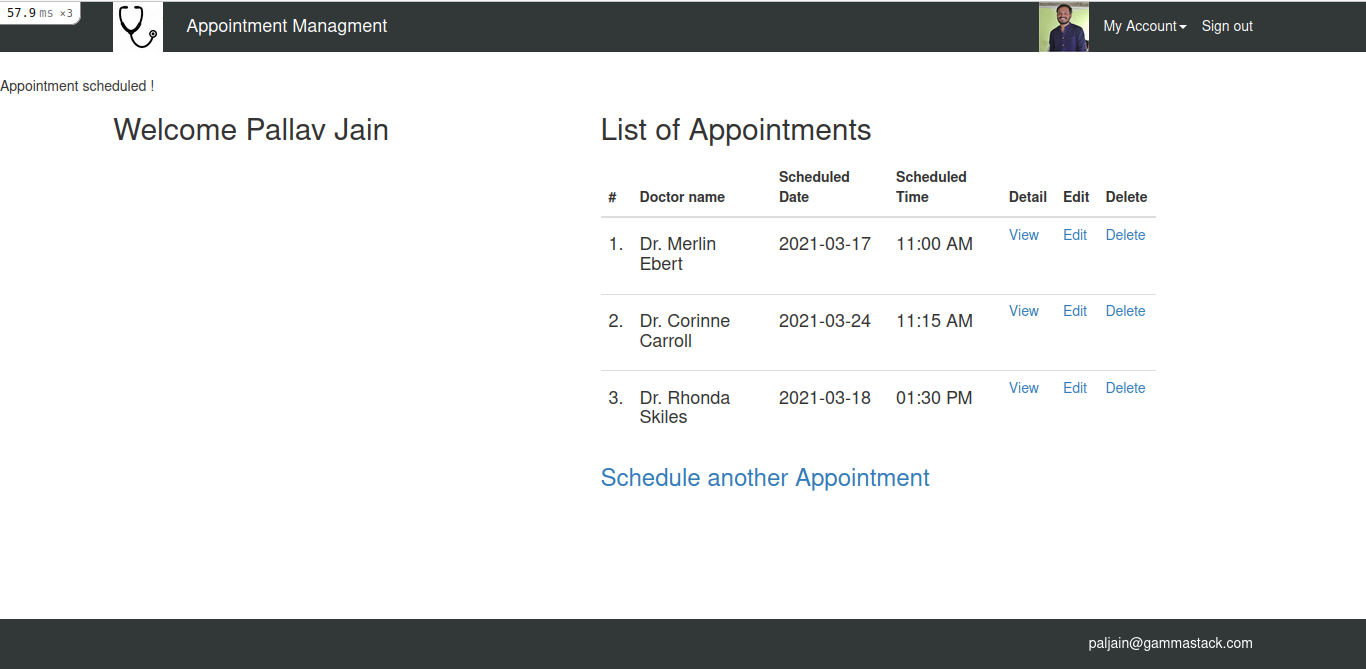 57.9 ms ×3
Appointment Managment
My Account
Sign out
Appointment scheduled !
Welcome Pallav Jain
List of Appointments
# Doctor name Scheduled Date Scheduled Time Detail Edit Delete
1. Dr. Merlin Ebert 2021-03-17 11:00 AM View Edit Delete
2. Dr. Corinne Carroll 2021-03-24 11:15 AM View Edit Delete
3. Dr. Rhonda Skiles 2021-03-18 01:30 PM View Edit Delete
Schedule another Appointment
paljain@gammastack.com